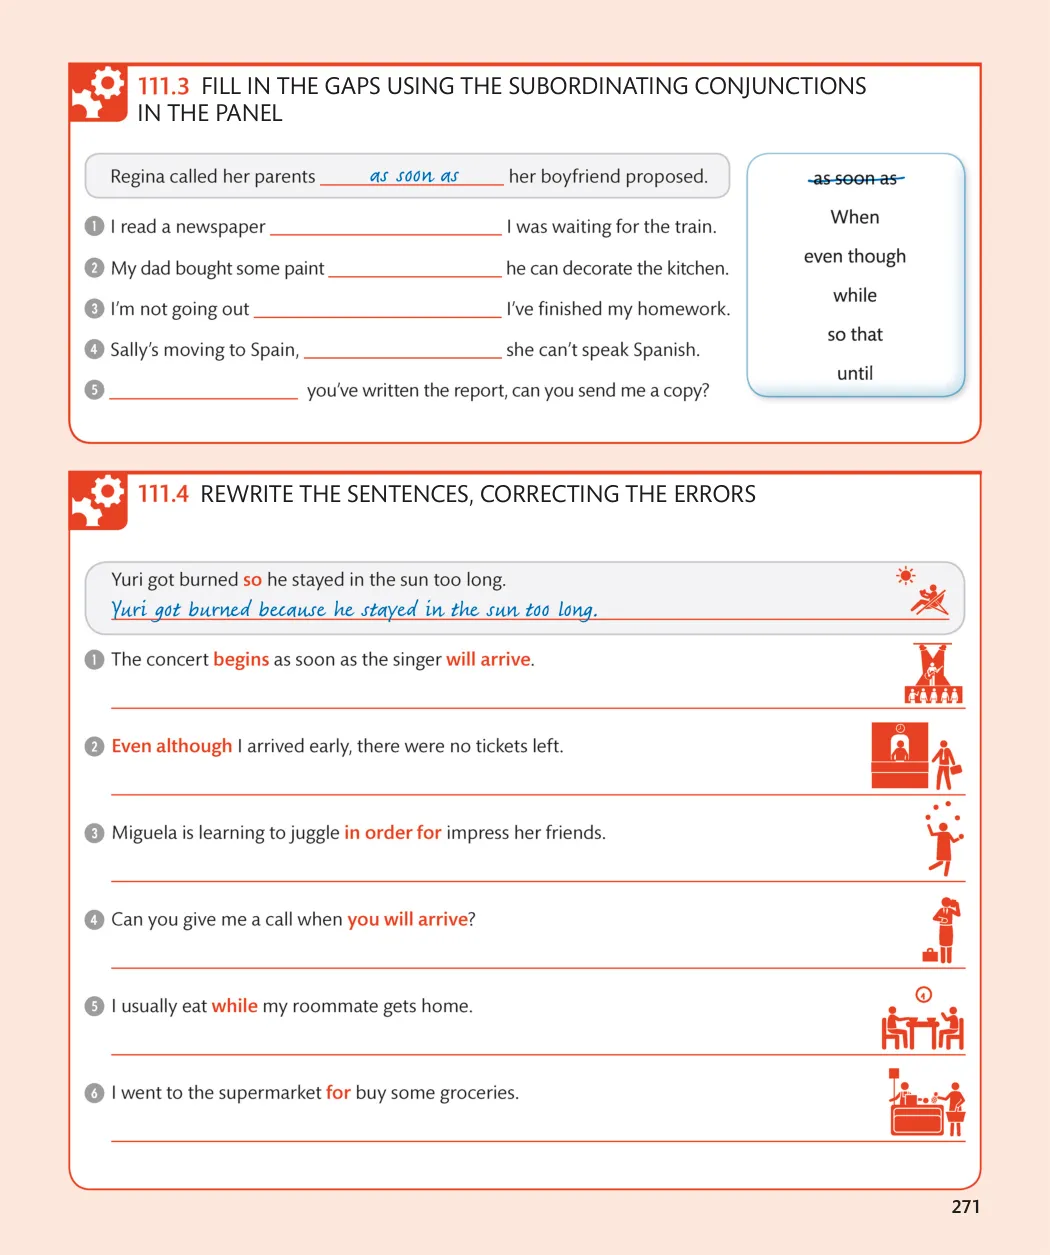 111.3 FILL IN THE GAPS USING THE SUBORDINATING CONJUNCTIONS
IN THE PANEL
Regina called her parents as soon as her boyfriend proposed.
1 I read a newspaper I was waiting for the train.
2 My dad bought some paint he can decorate the kitchen.
3 I’m not going out I’ve finished my homework.
4 Sally’s moving to Spain, she can’t speak Spanish.
5 you’ve written the report, can you send me a copy?
as soon as
When
even though
while
so that
until
111.4 REWRITE THE SENTENCES, CORRECTING THE ERRORS
Yuri got burned so he stayed in the sun too long.
Yuri got burned because he stayed in the sun too long.
1 The concert begins as soon as the singer will arrive.
2 Even although I arrived early, there were no tickets left.
3 Miguela is learning to juggle in order for impress her friends.
4 Can you give me a call when you will arrive?
5 I usually eat while my roommate gets home.
6 I went to the supermarket for buy some groceries.
271